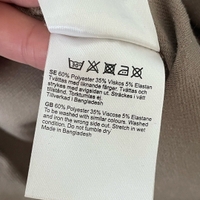 SE 60% Polyester 35% Viskos 5% Elastan
Tvättas med liknande färger. Tvättas och
strykes med avigsidan ut. Sträckes i vått
tillstånd. Torktumlas ej.
Tillverkad i Bangladesh
GB 60% Polyester 35% Viscose 5% Elastane
To be washed with similar colours. Washed
and iron the wrong side out. Stretch in wet
condition. Do not tumble dry
Made in Bangladesh